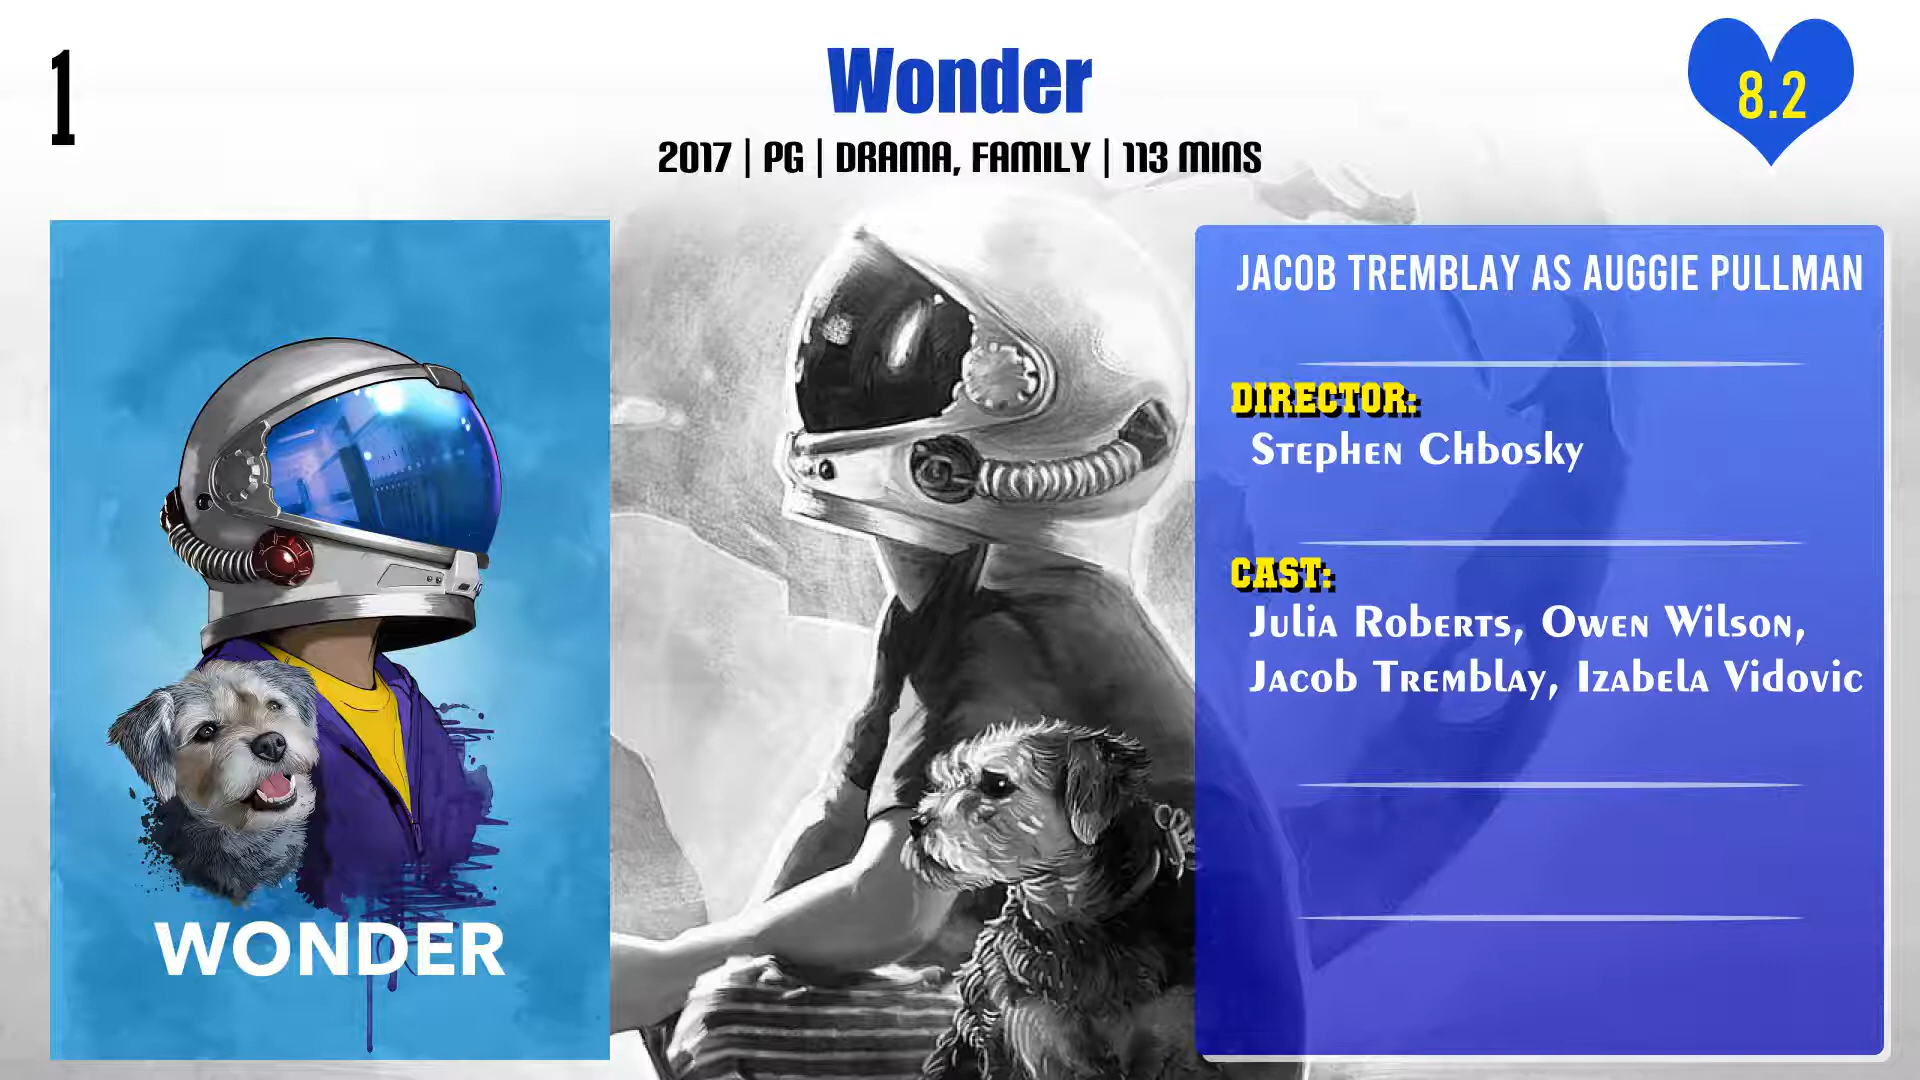 1
Wonder
2017 | PG | DRAMA, FAMILY | 113 MINS
8.2
WONDER
JACOB TREMBLAY AS AUGGIE PULLMAN
DIRECTOR:
Stephen Chbosky
CAST:
Julia Roberts, Owen Wilson,
Jacob Tremblay, Izabela Vidovic